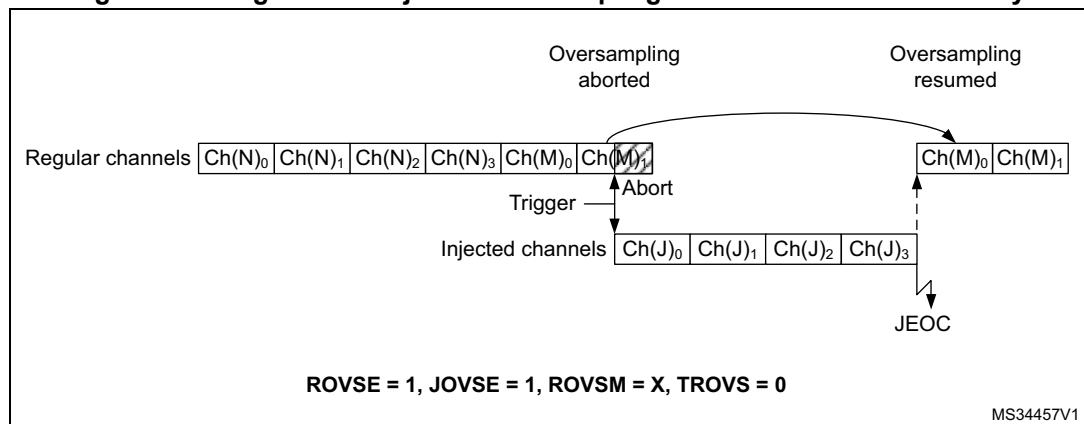 Oversampling aborted
Oversampling resumed
Regular channels Ch(N)₀ Ch(N)₁ Ch(N)₂ Ch(N)₃ Ch(M)₀ Ch(M)₁ Ch(M)₀ Ch(M)₁
Abort
Trigger
Injected channels Ch(J)₀ Ch(J)₁ Ch(J)₂ Ch(J)₃
JEOC
ROVSE = 1, JOVSE = 1, ROVSM = X, TROVS = 0
MS34457V1